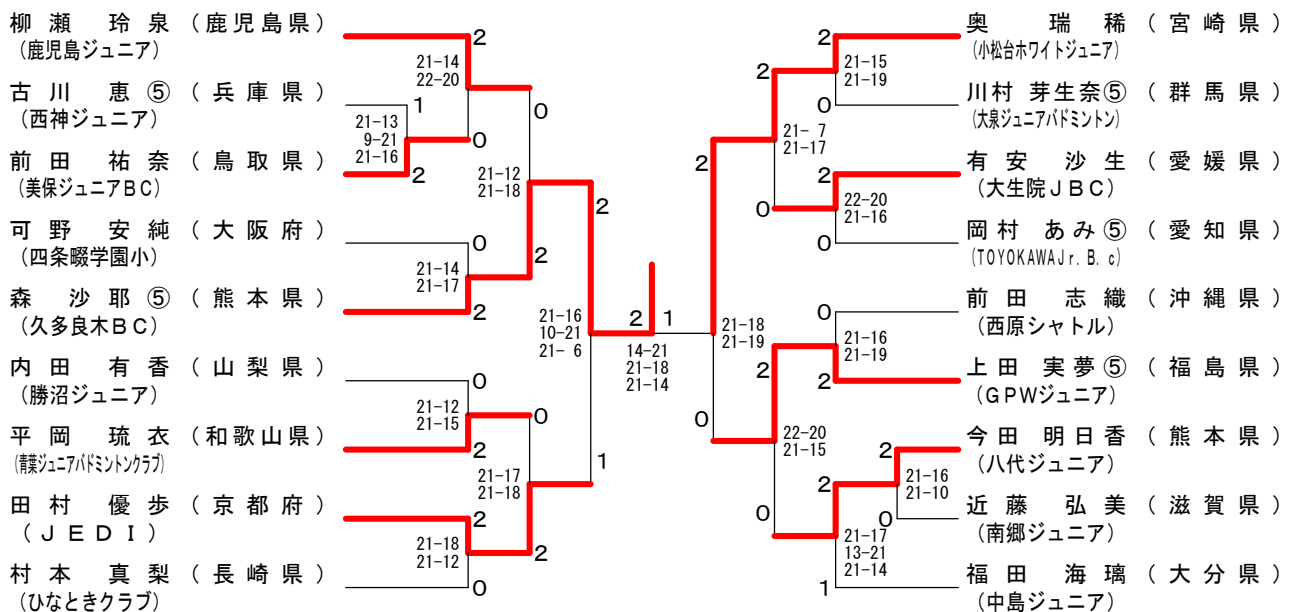 柳瀬 玲泉 (鹿児島県)
(鹿児島ジュニア)
古川 恵⑤ (兵庫県)
(西神ジュニア)
前田 祐奈 (鳥取県)
(美保ジュニアBC)
可野 安純 (大阪府)
(四条畷学園小)
森 沙耶⑤ (熊本県)
(久多良木BC)
内田 有香 (山梨県)
(勝沼ジュニア)
平岡 琉衣 (和歌山県)
(青葉ジュニアバドミントンクラブ)
田村 優歩 (京都府)
(JEDI)
村本 真梨 (長崎県)
(ひなときクラブ)
2
21-14
22-20
1
21-13
9-21
21-16
0
2
0
21-12
21-18
0
21-14
21-17
2
2
2
21-16
10-21
21- 6
0
21-12
21-15
2
0
21-17
21-18
1
2
21-18
21-12
2
0
2
1
14-21
21-18
21-14
2
21-18
21-19
0
2
21- 7
21-17
0
2
21-15
21-19
0
2
22-20
21-16
0
0
21-16
21-19
2
2
22-20
21-15
0
2
21-16
21-10
0
2
21-17
13-21
21-14
1
奥 瑞稀 (宮崎県)
(小松台ホワイトジュニア)
川村 芽生奈⑤ (群馬県)
(大泉ジュニアバドミントン)
有安 沙生 (愛媛県)
(大生院JBC)
岡村 あみ⑤ (愛知県)
(TOYOKAWAJr.B.c)
前田 志織 (沖縄県)
(西原シャトル)
上田 実夢⑤ (福島県)
(GPWジュニア)
今田 明日香 (熊本県)
(八代ジュニア)
近藤 弘美 (滋賀県)
(南郷ジュニア)
福田 海璃 (大分県)
(中島ジュニア)